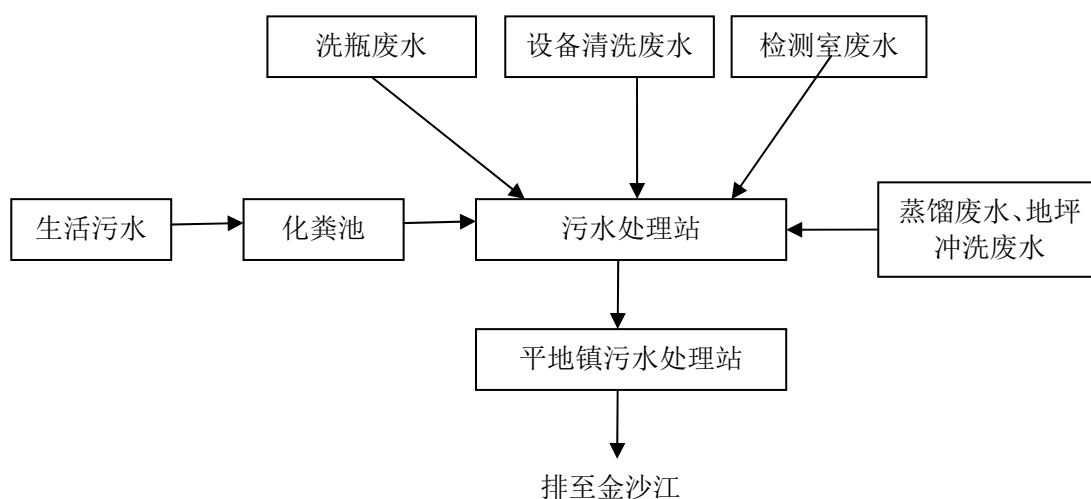 洗瓶废水
设备清洗废水
检测室废水
生活污水
化粪池
污水处理站
蒸馏废水、地坪
冲洗废水
平地镇污水处理站
排至金沙江